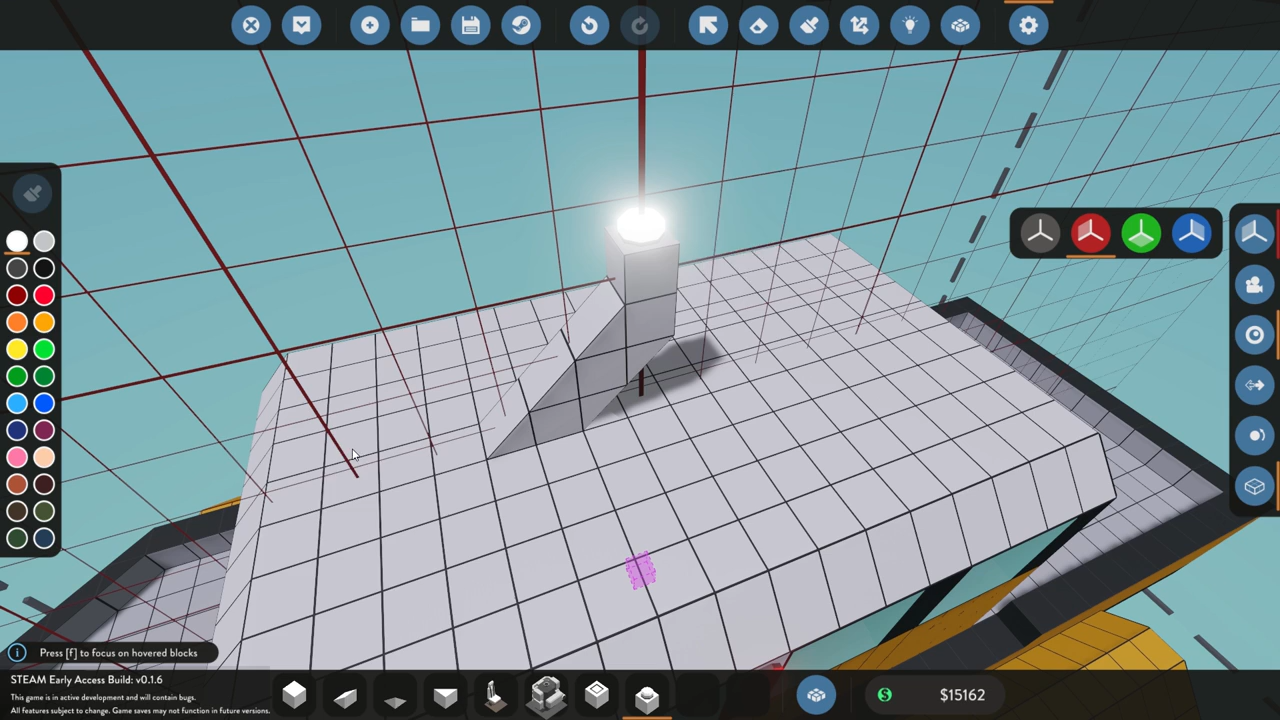 Press [f] to focus on hovered blocks
STEAM Early Access Build: v0.1.6
This game is in active development and will contain bugs.
All features subject to change. Game saves may not function in future versions.
$15162